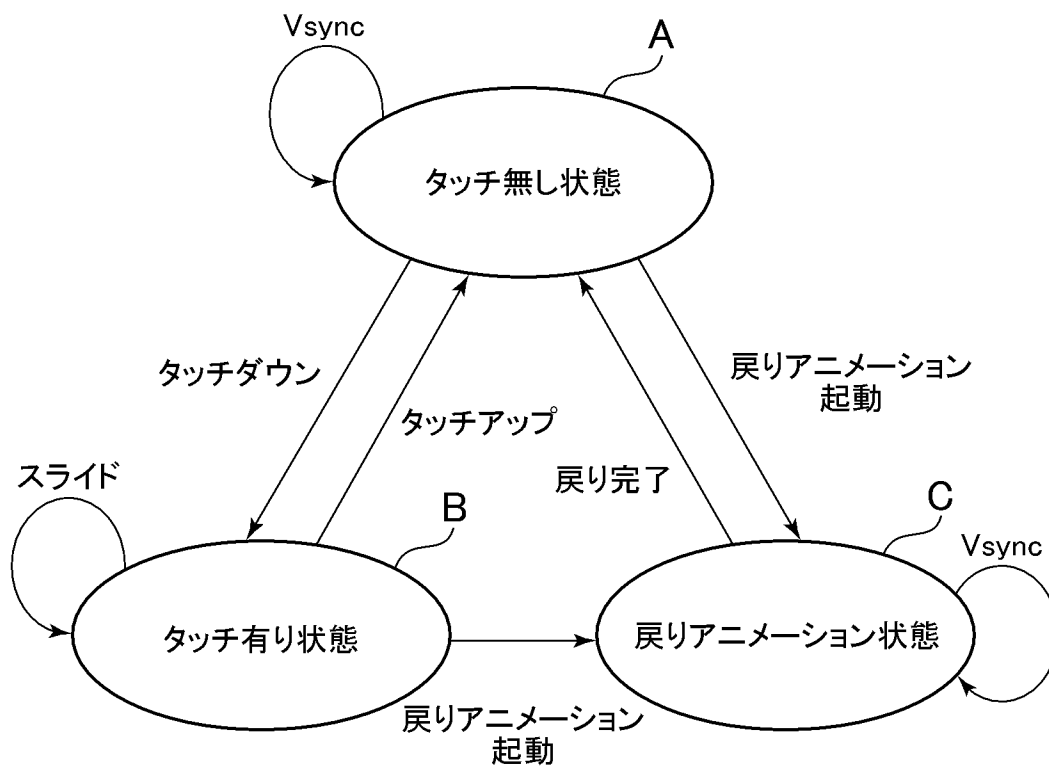 Vsync
A
タッチ無し状態
タッチダウン
タッチアップ
戻りアニメーション
起動
戻り完了
スライド
B
C
Vsync
タッチ有り状態
戻りアニメーション状態
戻りアニメーション
起動